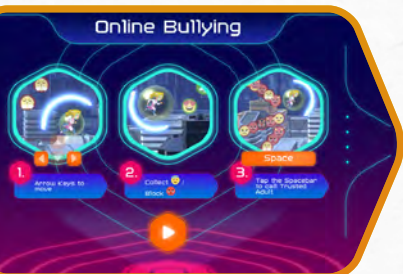 Online Bullying
1.
Arrow Keys to
move
2.
Collect 😊 :
Block 😡
Space
3.
Tap the Spacebar
to call Trusted
Adult